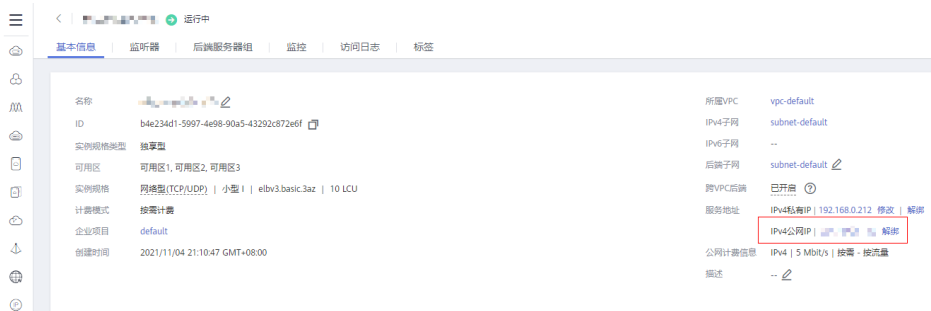 运行中
基本信息 监听器 后端服务器组 监控 访问日志 标签
名称
ID b4e234d1-5997-4e98-90a5-43292c872e6f
实例规格类型 独享型
可用区 可用区1, 可用区2, 可用区3
实例规格 网络型(TCP/UDP) | 小型 I | elbv3.basic.3az | 10 LCU
计费模式 按需计费
企业项目 default
创建时间 2021/11/04 21:10:47 GMT+08:00
所属VPC vpc-default
IPv4子网 subnet-default
IPv6子网 --
后端子网 subnet-default
跨VPC后端 已开启
服务地址 IPv4私有IP | 192.168.0.212 修改 | 解绑
IPv4公网IP | 解绑
公网计费信息 IPv4 | 5 Mbit/s | 按需 - 按流量
描述 --